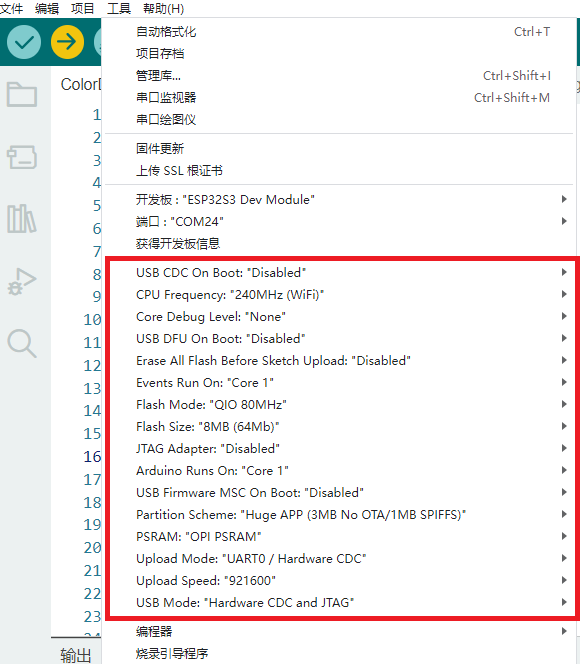 文件 编辑 项目 工具 帮助(H)
自动格式化 Ctrl+T
项目存档
管理库... Ctrl+Shift+I
串口监视器 Ctrl+Shift+M
串口绘图仪
固件更新
上传 SSL 根证书
开发板 : "ESP32S3 Dev Module"
端口 : "COM24"
获得开发板信息
USB CDC On Boot: "Disabled"
CPU Frequency: "240MHz (WiFi)"
Core Debug Level: "None"
USB DFU On Boot: "Disabled"
Erase All Flash Before Sketch Upload: "Disabled"
Events Run On: "Core 1"
Flash Mode: "QIO 80MHz"
Flash Size: "8MB (64Mb)"
JTAG Adapter: "Disabled"
Arduino Runs On: "Core 1"
USB Firmware MSC On Boot: "Disabled"
Partition Scheme: "Huge APP (3MB No OTA/1MB SPIFFS)"
PSRAM: "OPI PSRAM"
Upload Mode: "UART0 / Hardware CDC"
Upload Speed: "921600"
USB Mode: "Hardware CDC and JTAG"
编程器
烧录引导程序
1
2
3
4
5
6
7
8
9
10
11
12
13
14
15
16
17
18
19
20
21
22
23
输出